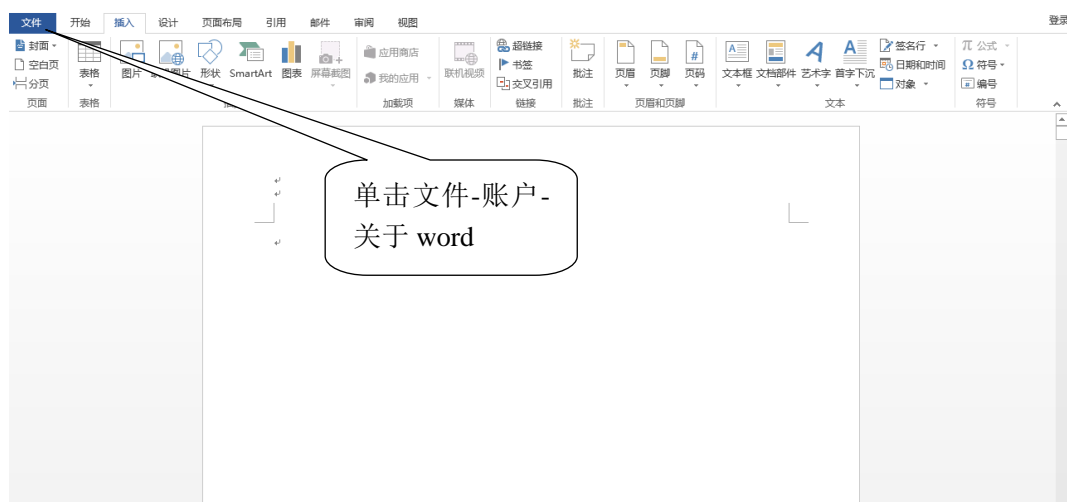 文件 开始 插入 设计 页面布局 引用 邮件 审阅 视图 登录
封面 超链接 签名行 公式
应用商店
空白页 书签 日期和时间 符号
表格 图片 图片 形状 SmartArt 图表 屏幕截图 联机视频 批注 页眉 页脚 页码 文本框 文档部件 艺术字 首字下沉
我的应用
分页 交叉引用 对象 编号
页面 表格 加载项 媒体 链接 批注 页眉和页脚 文本 符号
单击文件-账户-
关于 word